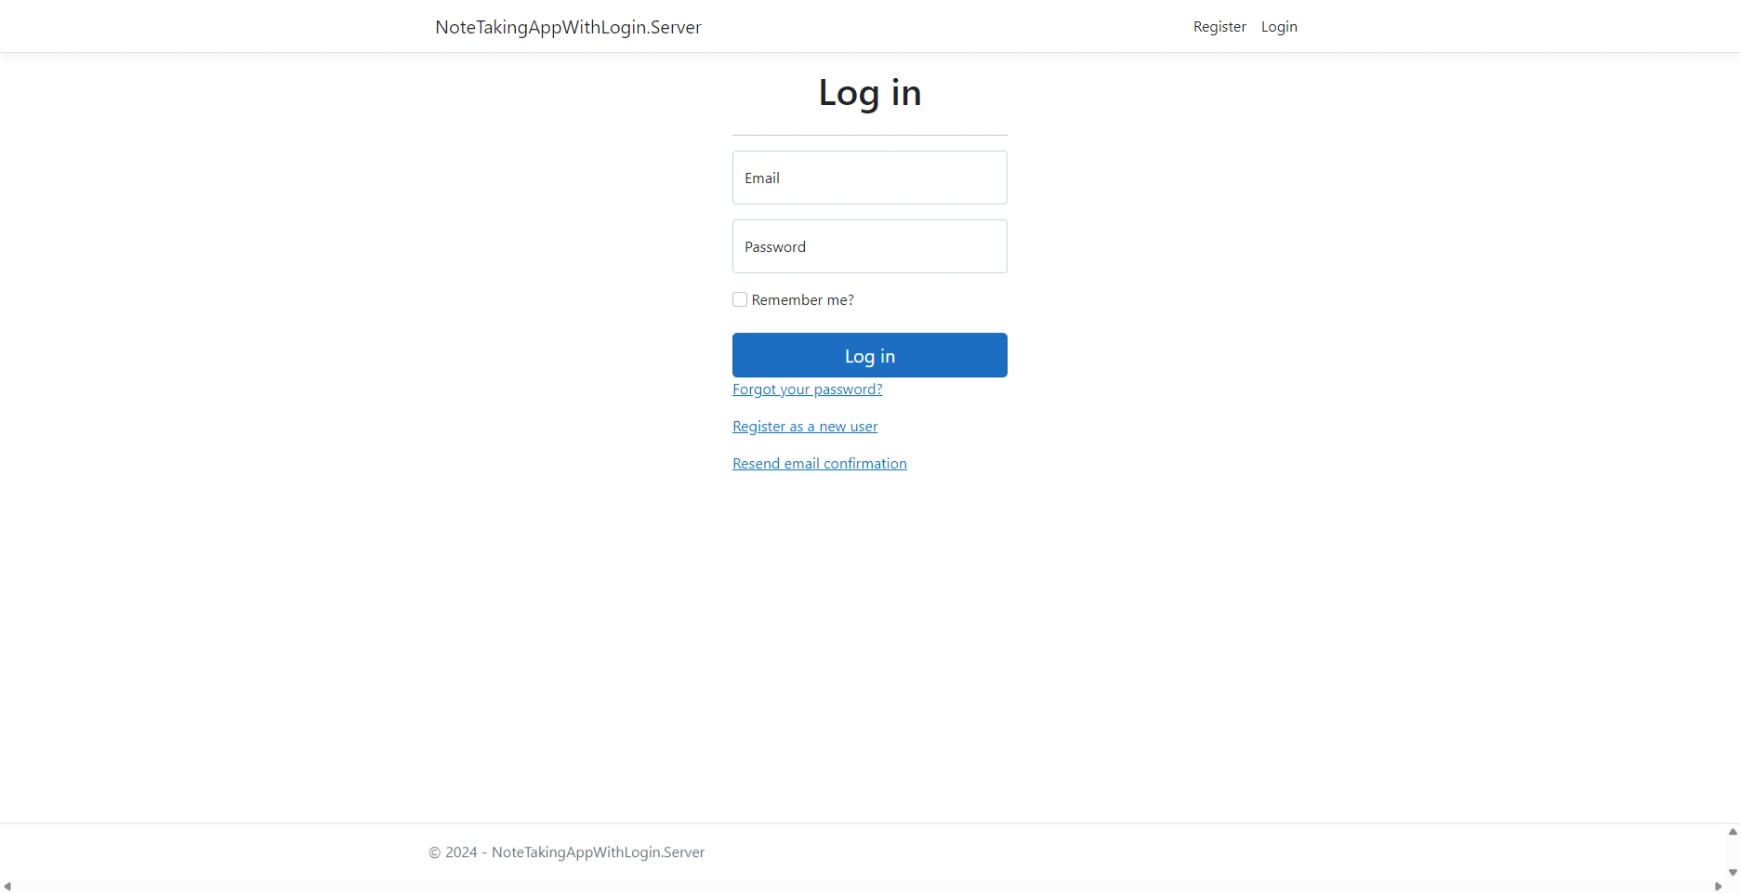 NoteTakingAppWithLogin.Server
Register Login
Log in
Email
Password
Remember me?
Log in
Forgot your password?
Register as a new user
Resend email confirmation
© 2024 - NoteTakingAppWithLogin.Server